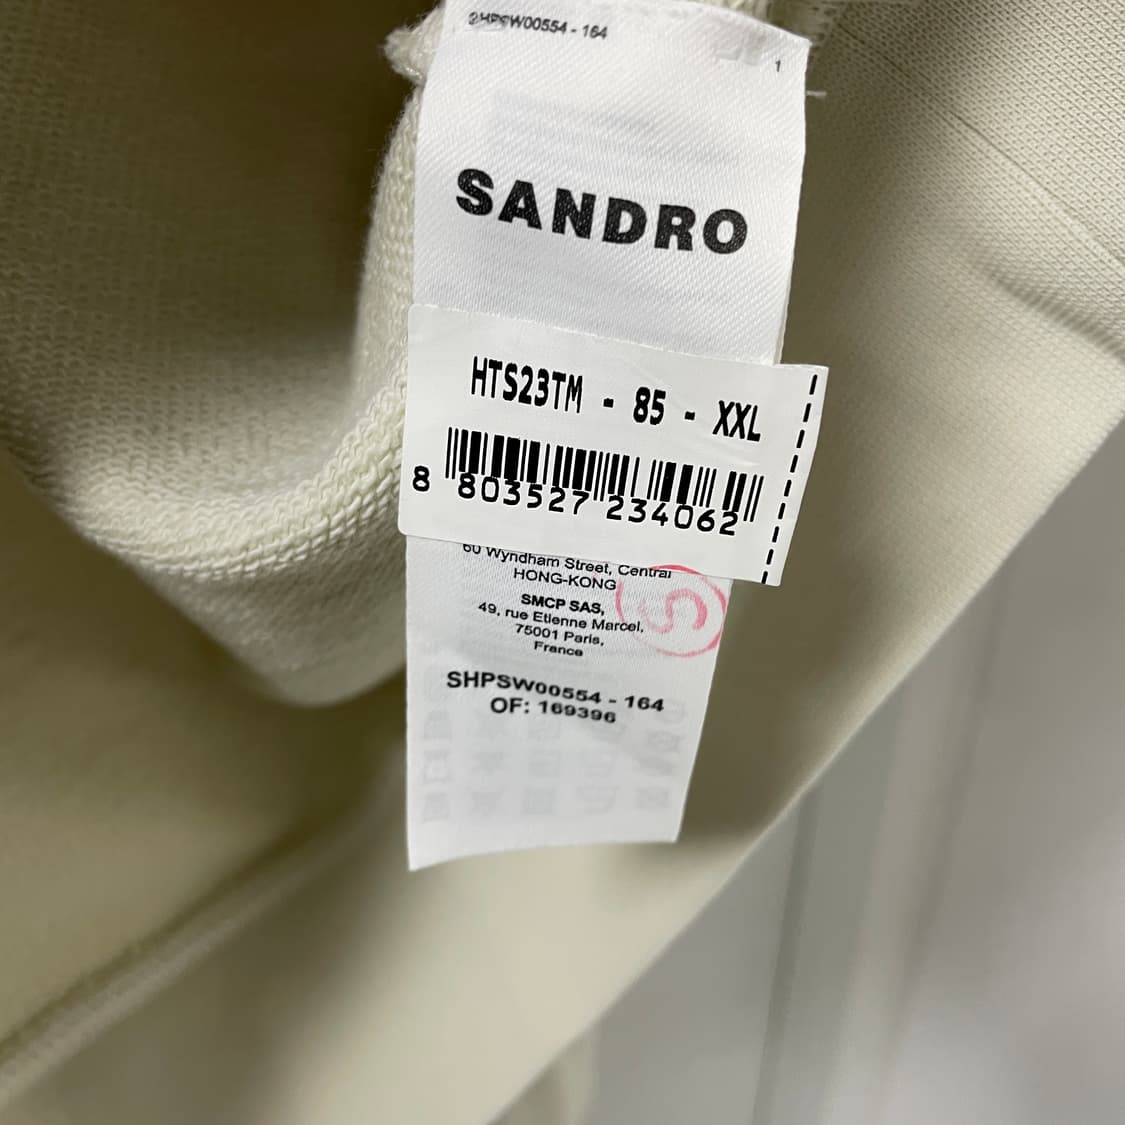 SHPSW00554 - 164
1
SANDRO
HTS23TM - 85 - XXL
8 803527 234062
60 Wyndham Street, Central
HONG-KONG
SMCP SAS,
49, rue Etienne Marcel,
75001 Paris,
France
SHPSW00554 - 164
OF: 169396